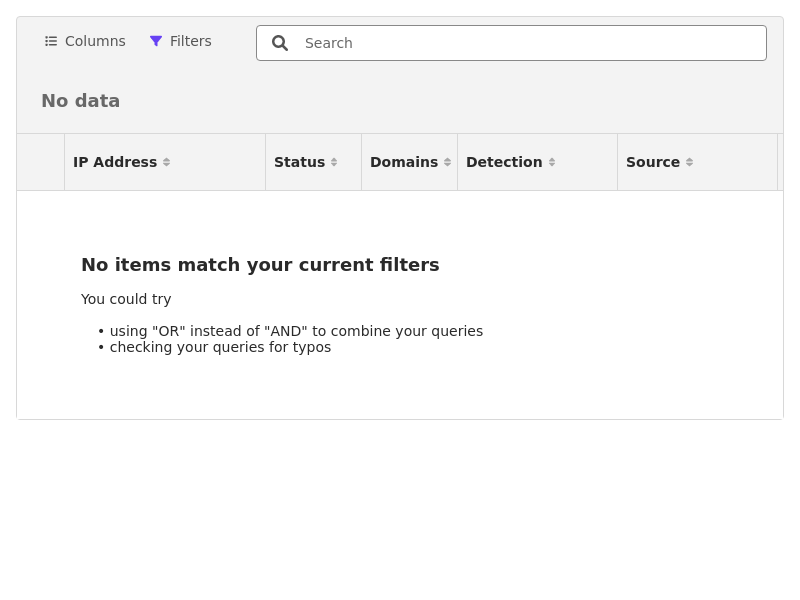 Columns Filters Search
No data
IP Address Status Domains Detection Source
No items match your current filters
You could try
• using "OR" instead of "AND" to combine your queries
• checking your queries for typos